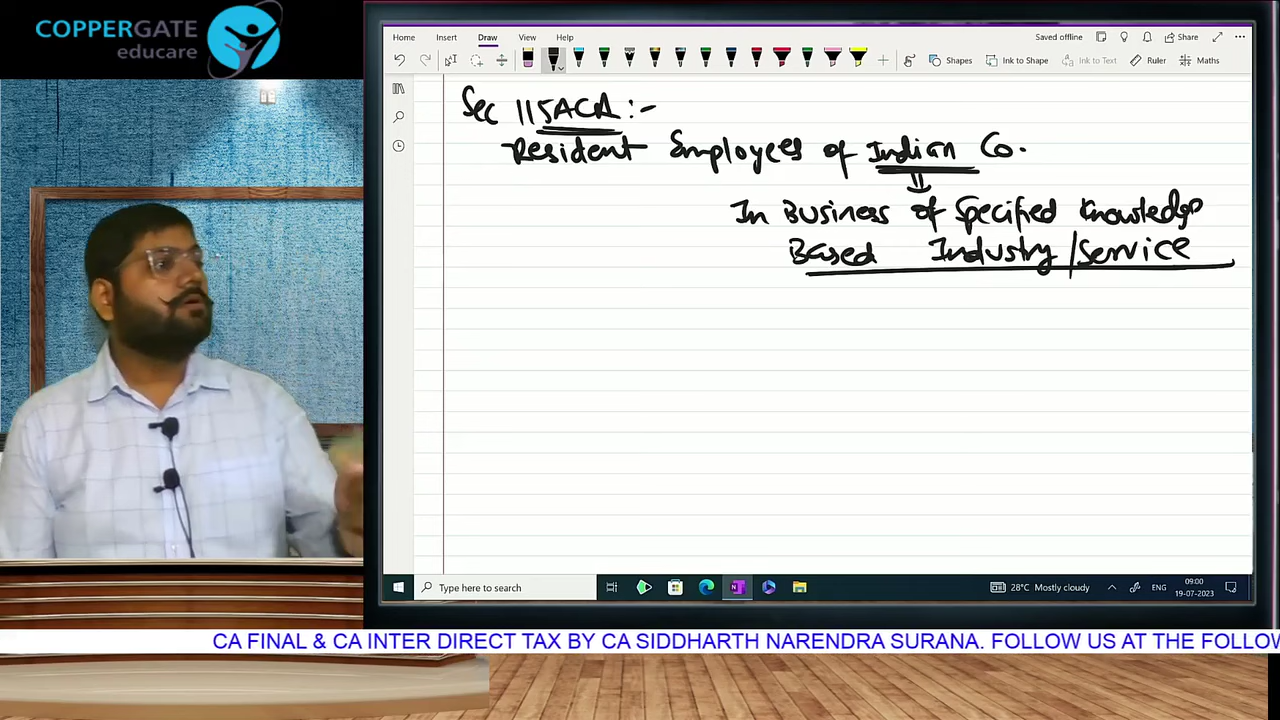 COPPERGATE
educare
Home Insert Draw View Help
Saved offline
Share
Shapes
Ink to Shape
Ink to Text
Ruler
Maths
Sec 115ACA:-
Resident Employees of Indian Co.
In Business of Specified Knowledge
Based Industry/Service
Type here to search
28°C Mostly cloudy
ENG
09:00
19-07-2023
CA FINAL & CA INTER DIRECT TAX BY CA SIDDHARTH NARENDRA SURANA. FOLLOW US AT THE FOLLOW